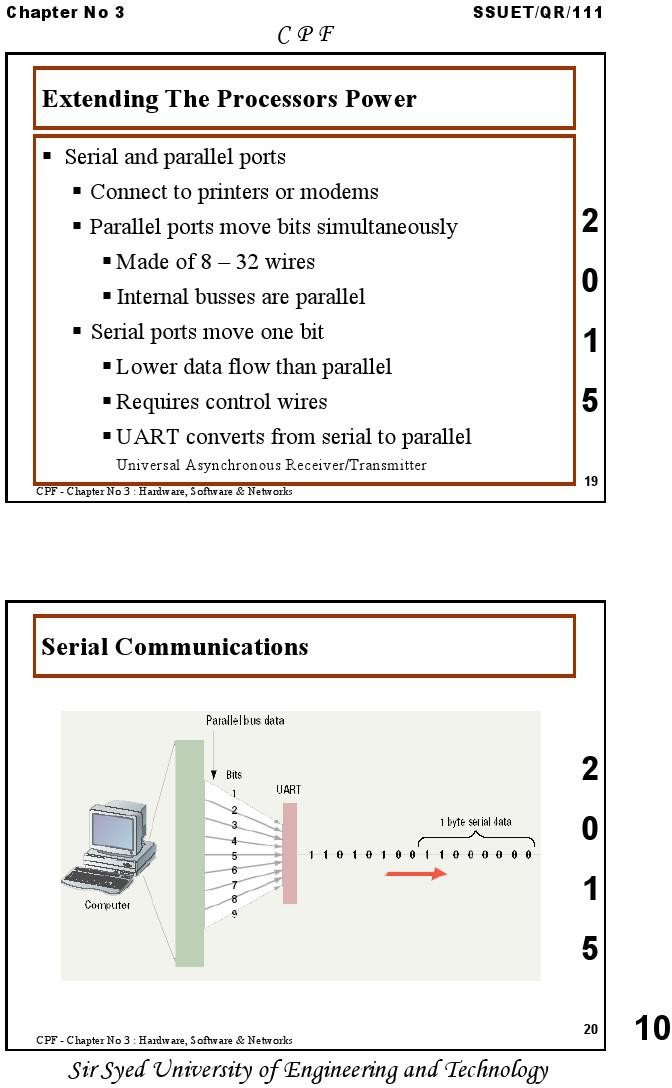 Chapter No 3 SSUET/QR/111
C P F
Extending The Processors Power
▪ Serial and parallel ports
▪ Connect to printers or modems
▪ Parallel ports move bits simultaneously
▪ Made of 8 – 32 wires
▪ Internal busses are parallel
▪ Serial ports move one bit
▪ Lower data flow than parallel
▪ Requires control wires
▪ UART converts from serial to parallel
Universal Asynchronous Receiver/Transmitter
2
0
1
5
19
CPF - Chapter No 3 : Hardware, Software & Networks
Serial Communications
Parallel bus data
Bits
UART
1
2
3
4
5
6
7
8
9
1 byte serial data
1 1 0 1 0 1 0 0 1 1 0 0 0 0 0 0
Computer
2
0
1
5
20
CPF - Chapter No 3 : Hardware, Software & Networks
10
Sir Syed University of Engineering and Technology